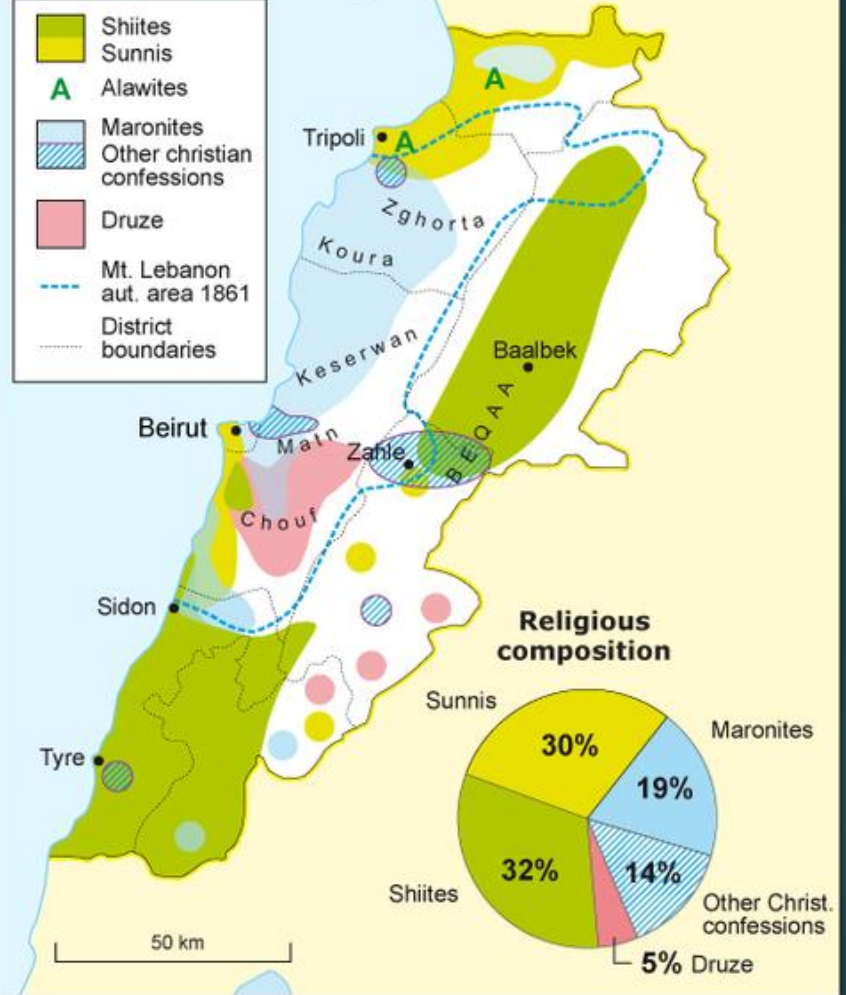 Shiites
Sunnis
A Alawites
Maronites
Other christian
confessions
Druze
Mt. Lebanon
aut. area 1861
District
boundaries
A
Tripoli
A
Zghorta
Koura
Keserwan
Baalbek
Beirut
Matn
Zahle
BEQAA
Chouf
Sidon
Tyre
50 km
Religious
composition
Sunnis
30%
Maronites
19%
32%
Shiites
14%
Other Christ.
confessions
5% Druze